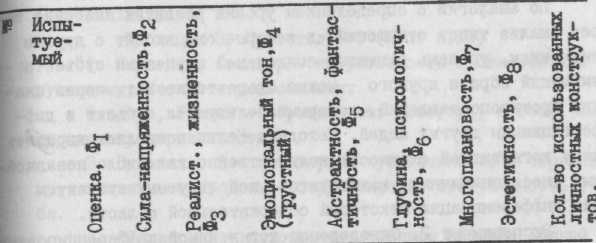 Испы-
туе-
мый
Оценка, Ф1
Сила-напряженность, Ф2
Реалист., жизненность,
Ф3
Эмоциональный тон, Ф4
(грустный)
Абстрактность, фантас-
тичность, Ф5
Глубина, психологич-
ность, Ф6
Многоплановость, Ф7
Эстетичность, Ф8
Кол-во использованных
личностных конструк-
тов.